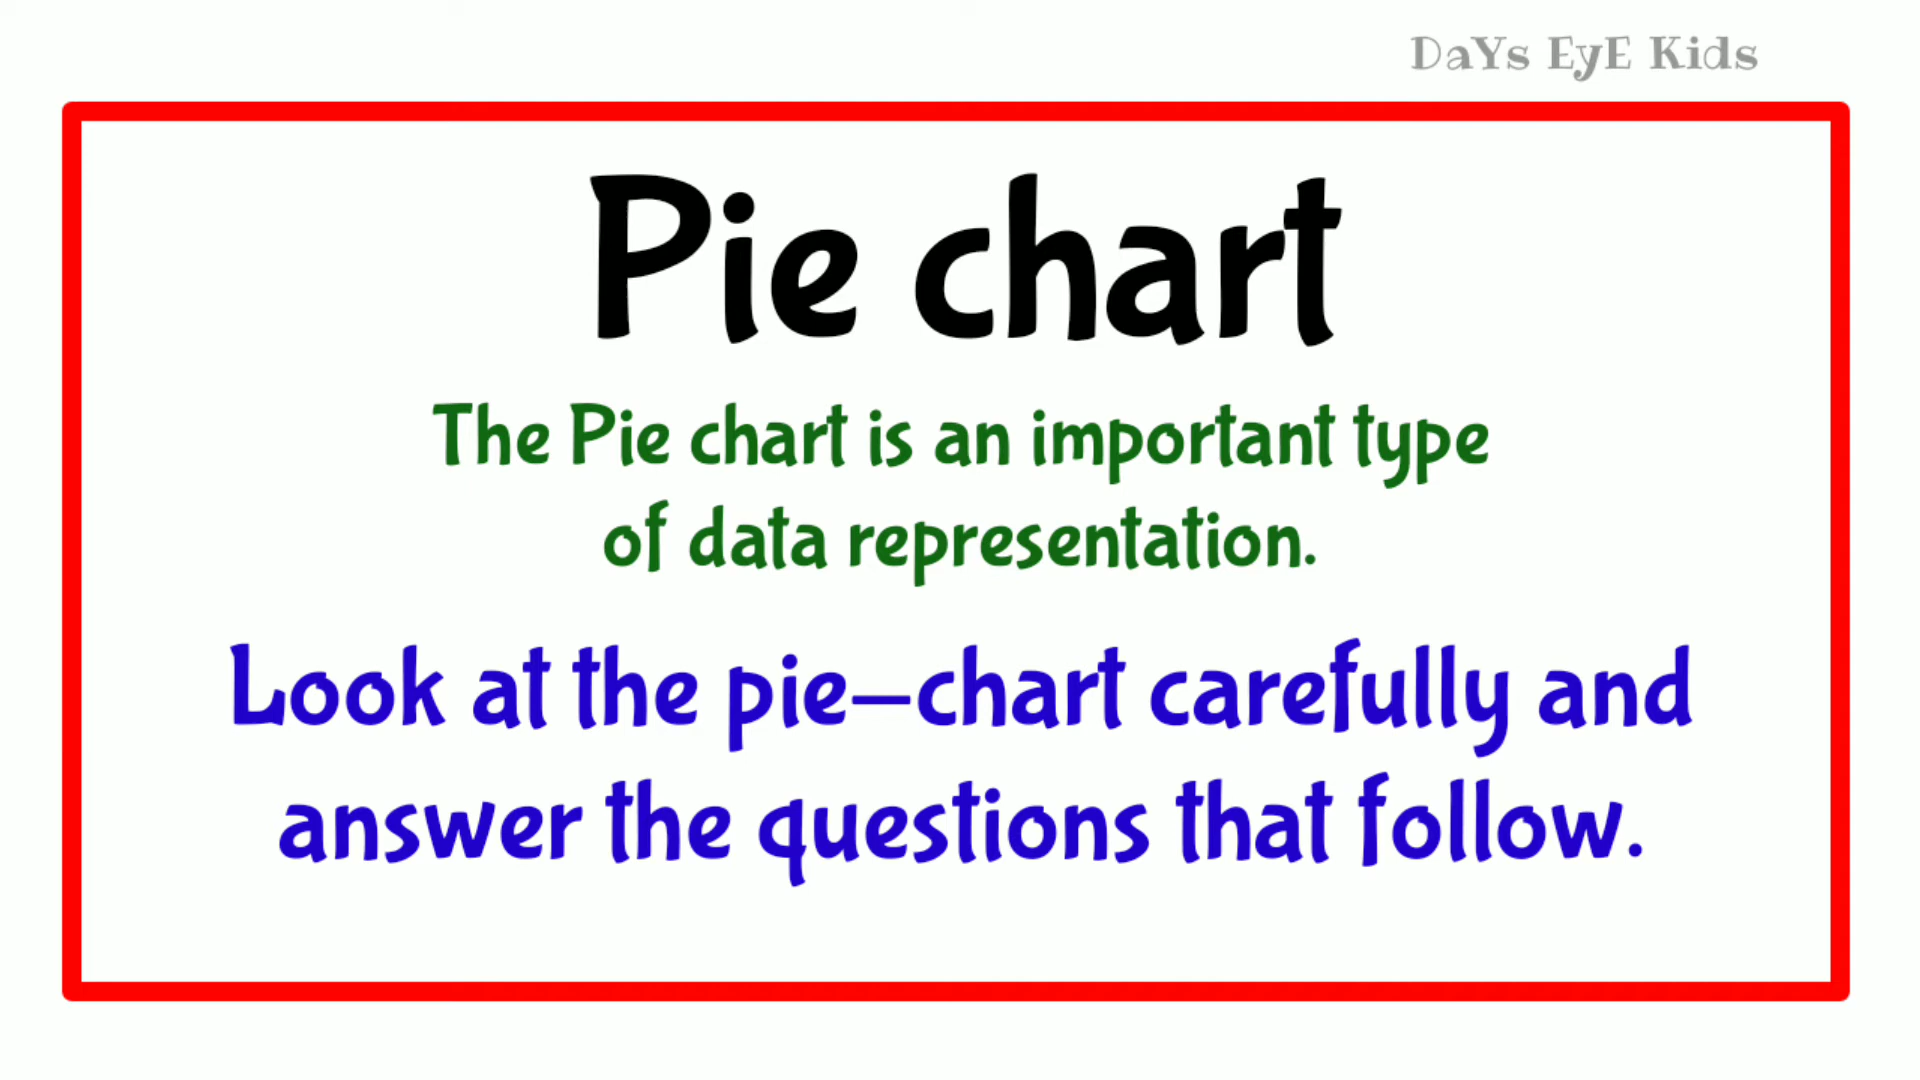 DaYs EyE Kids
Pie chart
The Pie chart is an important type
of data representation.
Look at the pie–chart carefully and
answer the questions that follow.